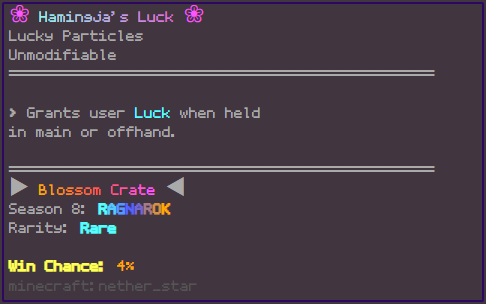 ❀ Haminɘja's Luck ❀
Lucky Particles
Unmodifiable
> Grants user Luck when held
in main or offhand.
▶ Blossom Crate ◀
Season 8: RAGNAROK
Rarity: Rare
Win Chance: 4%
minecraft:nether_star